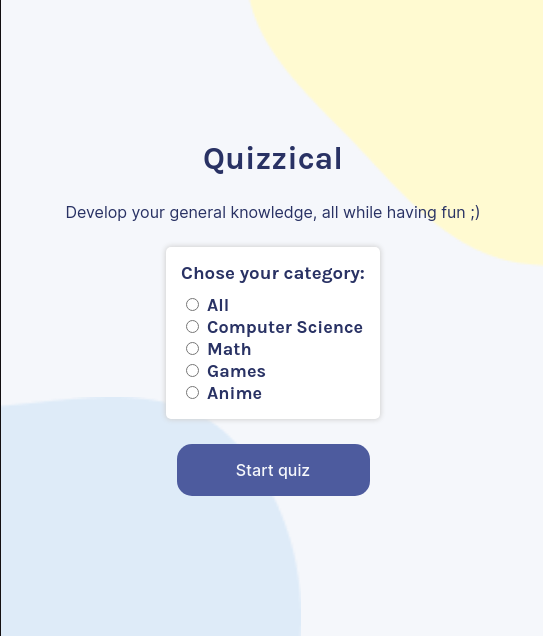 Quizzical
Develop your general knowledge, all while having fun ;)
Chose your category:
All
Computer Science
Math
Games
Anime
Start quiz